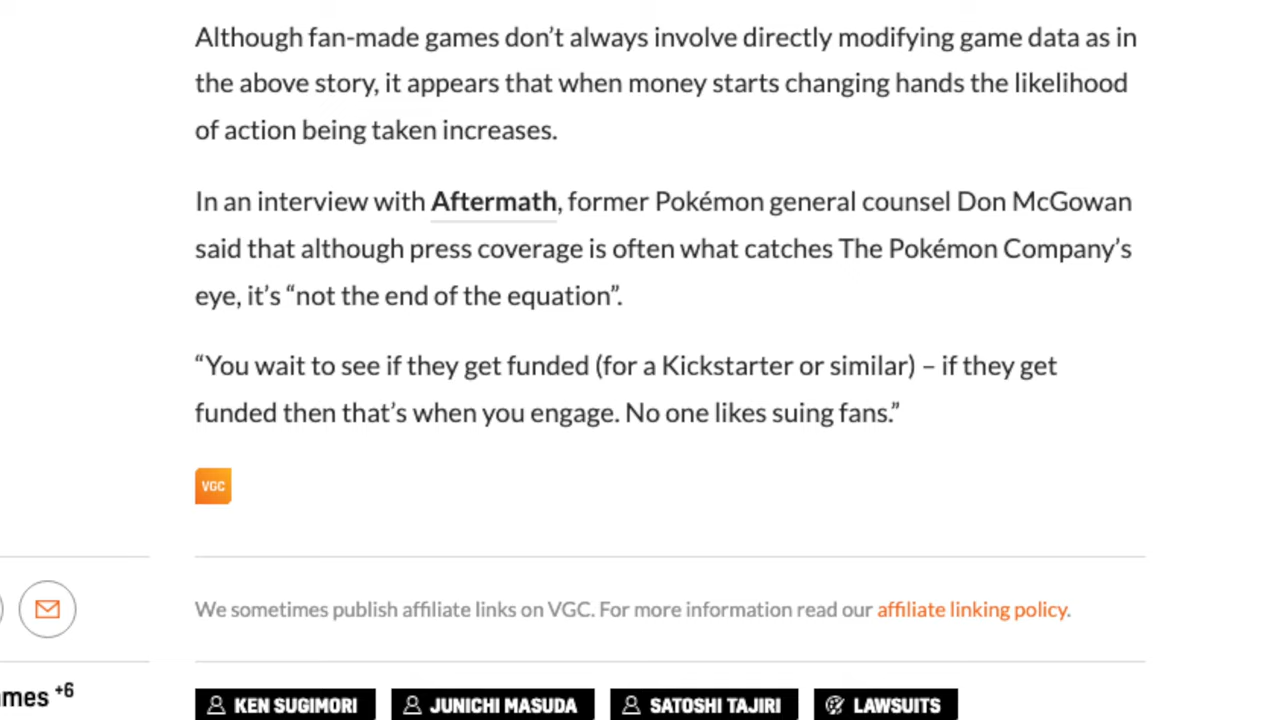 Although fan-made games don’t always involve directly modifying game data as in
the above story, it appears that when money starts changing hands the likelihood
of action being taken increases.
In an interview with Aftermath, former Pokémon general counsel Don McGowan
said that although press coverage is often what catches The Pokémon Company’s
eye, it’s “not the end of the equation”.
“You wait to see if they get funded (for a Kickstarter or similar) – if they get
funded then that’s when you engage. No one likes suing fans.”
VGC
We sometimes publish affiliate links on VGC. For more information read our affiliate linking policy.
mes +6
KEN SUGIMORI JUNICHI MASUDA SATOSHI TAJIRI LAWSUITS